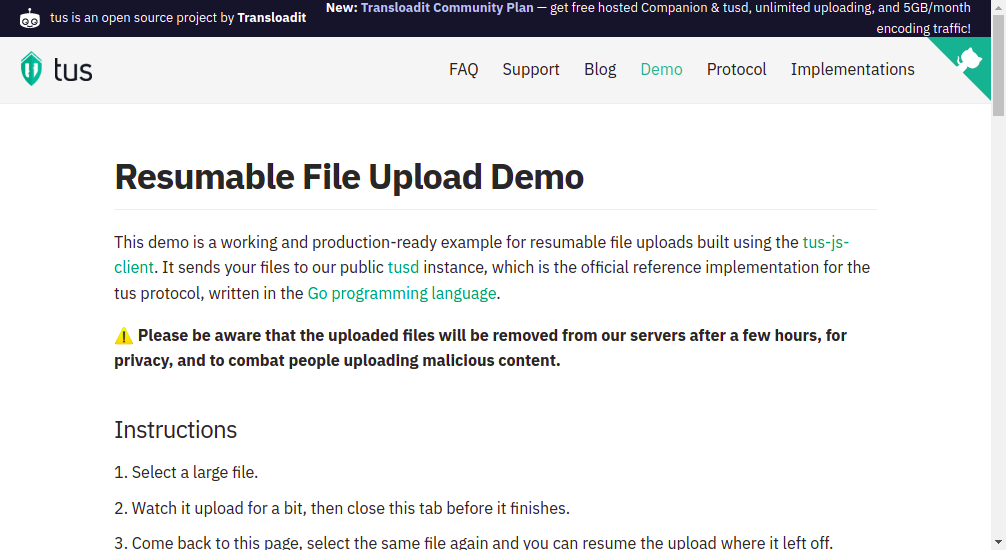 tus is an open source project by Transloadit
New: Transloadit Community Plan — get free hosted Companion & tusd, unlimited uploading, and 5GB/month
encoding traffic!
tus
FAQ Support Blog Demo Protocol Implementations
Resumable File Upload Demo
This demo is a working and production-ready example for resumable file uploads built using the tus-js-
client. It sends your files to our public tusd instance, which is the official reference implementation for the
tus protocol, written in the Go programming language.
⚠️ Please be aware that the uploaded files will be removed from our servers after a few hours, for
privacy, and to combat people uploading malicious content.
Instructions
1. Select a large file.
2. Watch it upload for a bit, then close this tab before it finishes.
3. Come back to this page, select the same file again and you can resume the upload where it left off.